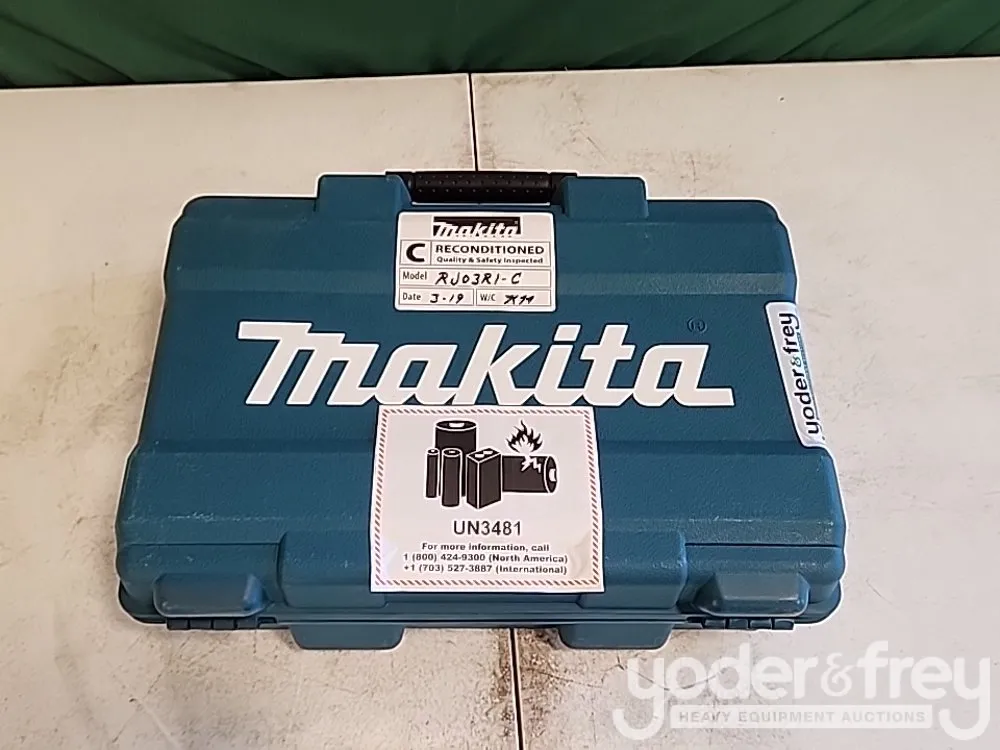 Makita
C RECONDITIONED
Quality & Safety Inspected
Model RJ03R1-C
Date 3-19 W/C
Makita®
yoder&frey
UN3481
For more information, call
1 (800) 424-9300 (North America)
+1 (703) 527-3887 (International)
yoder&frey
HEAVY EQUIPMENT AUCTIONS